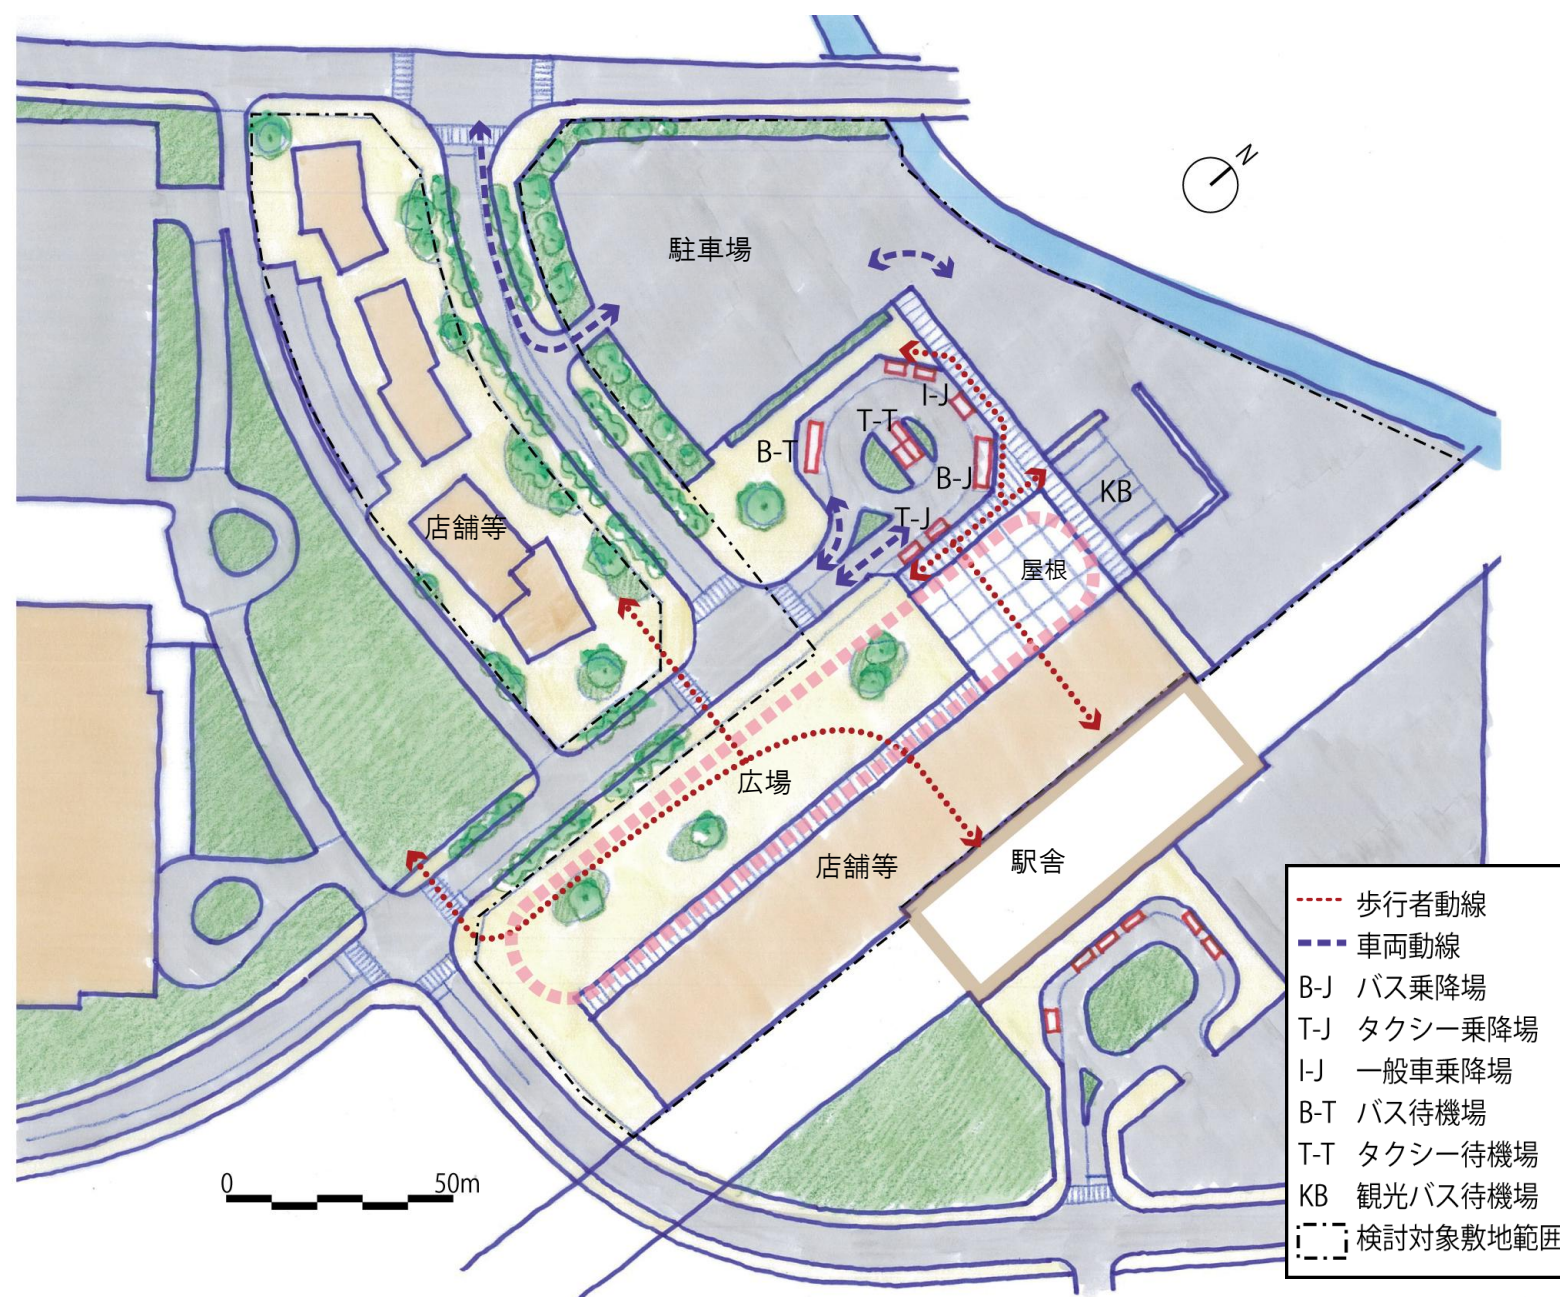 N
駐車場
I-J
T-T
B-T
B-J
KB
T-J
店舗等
屋根
広場
店舗等
駅舎
歩行者動線
車両動線
B-J バス乗降場
T-J タクシー乗降場
I-J 一般車乗降場
B-T バス待機場
T-T タクシー待機場
KB 観光バス待機場
検討対象敷地範囲
0 50m